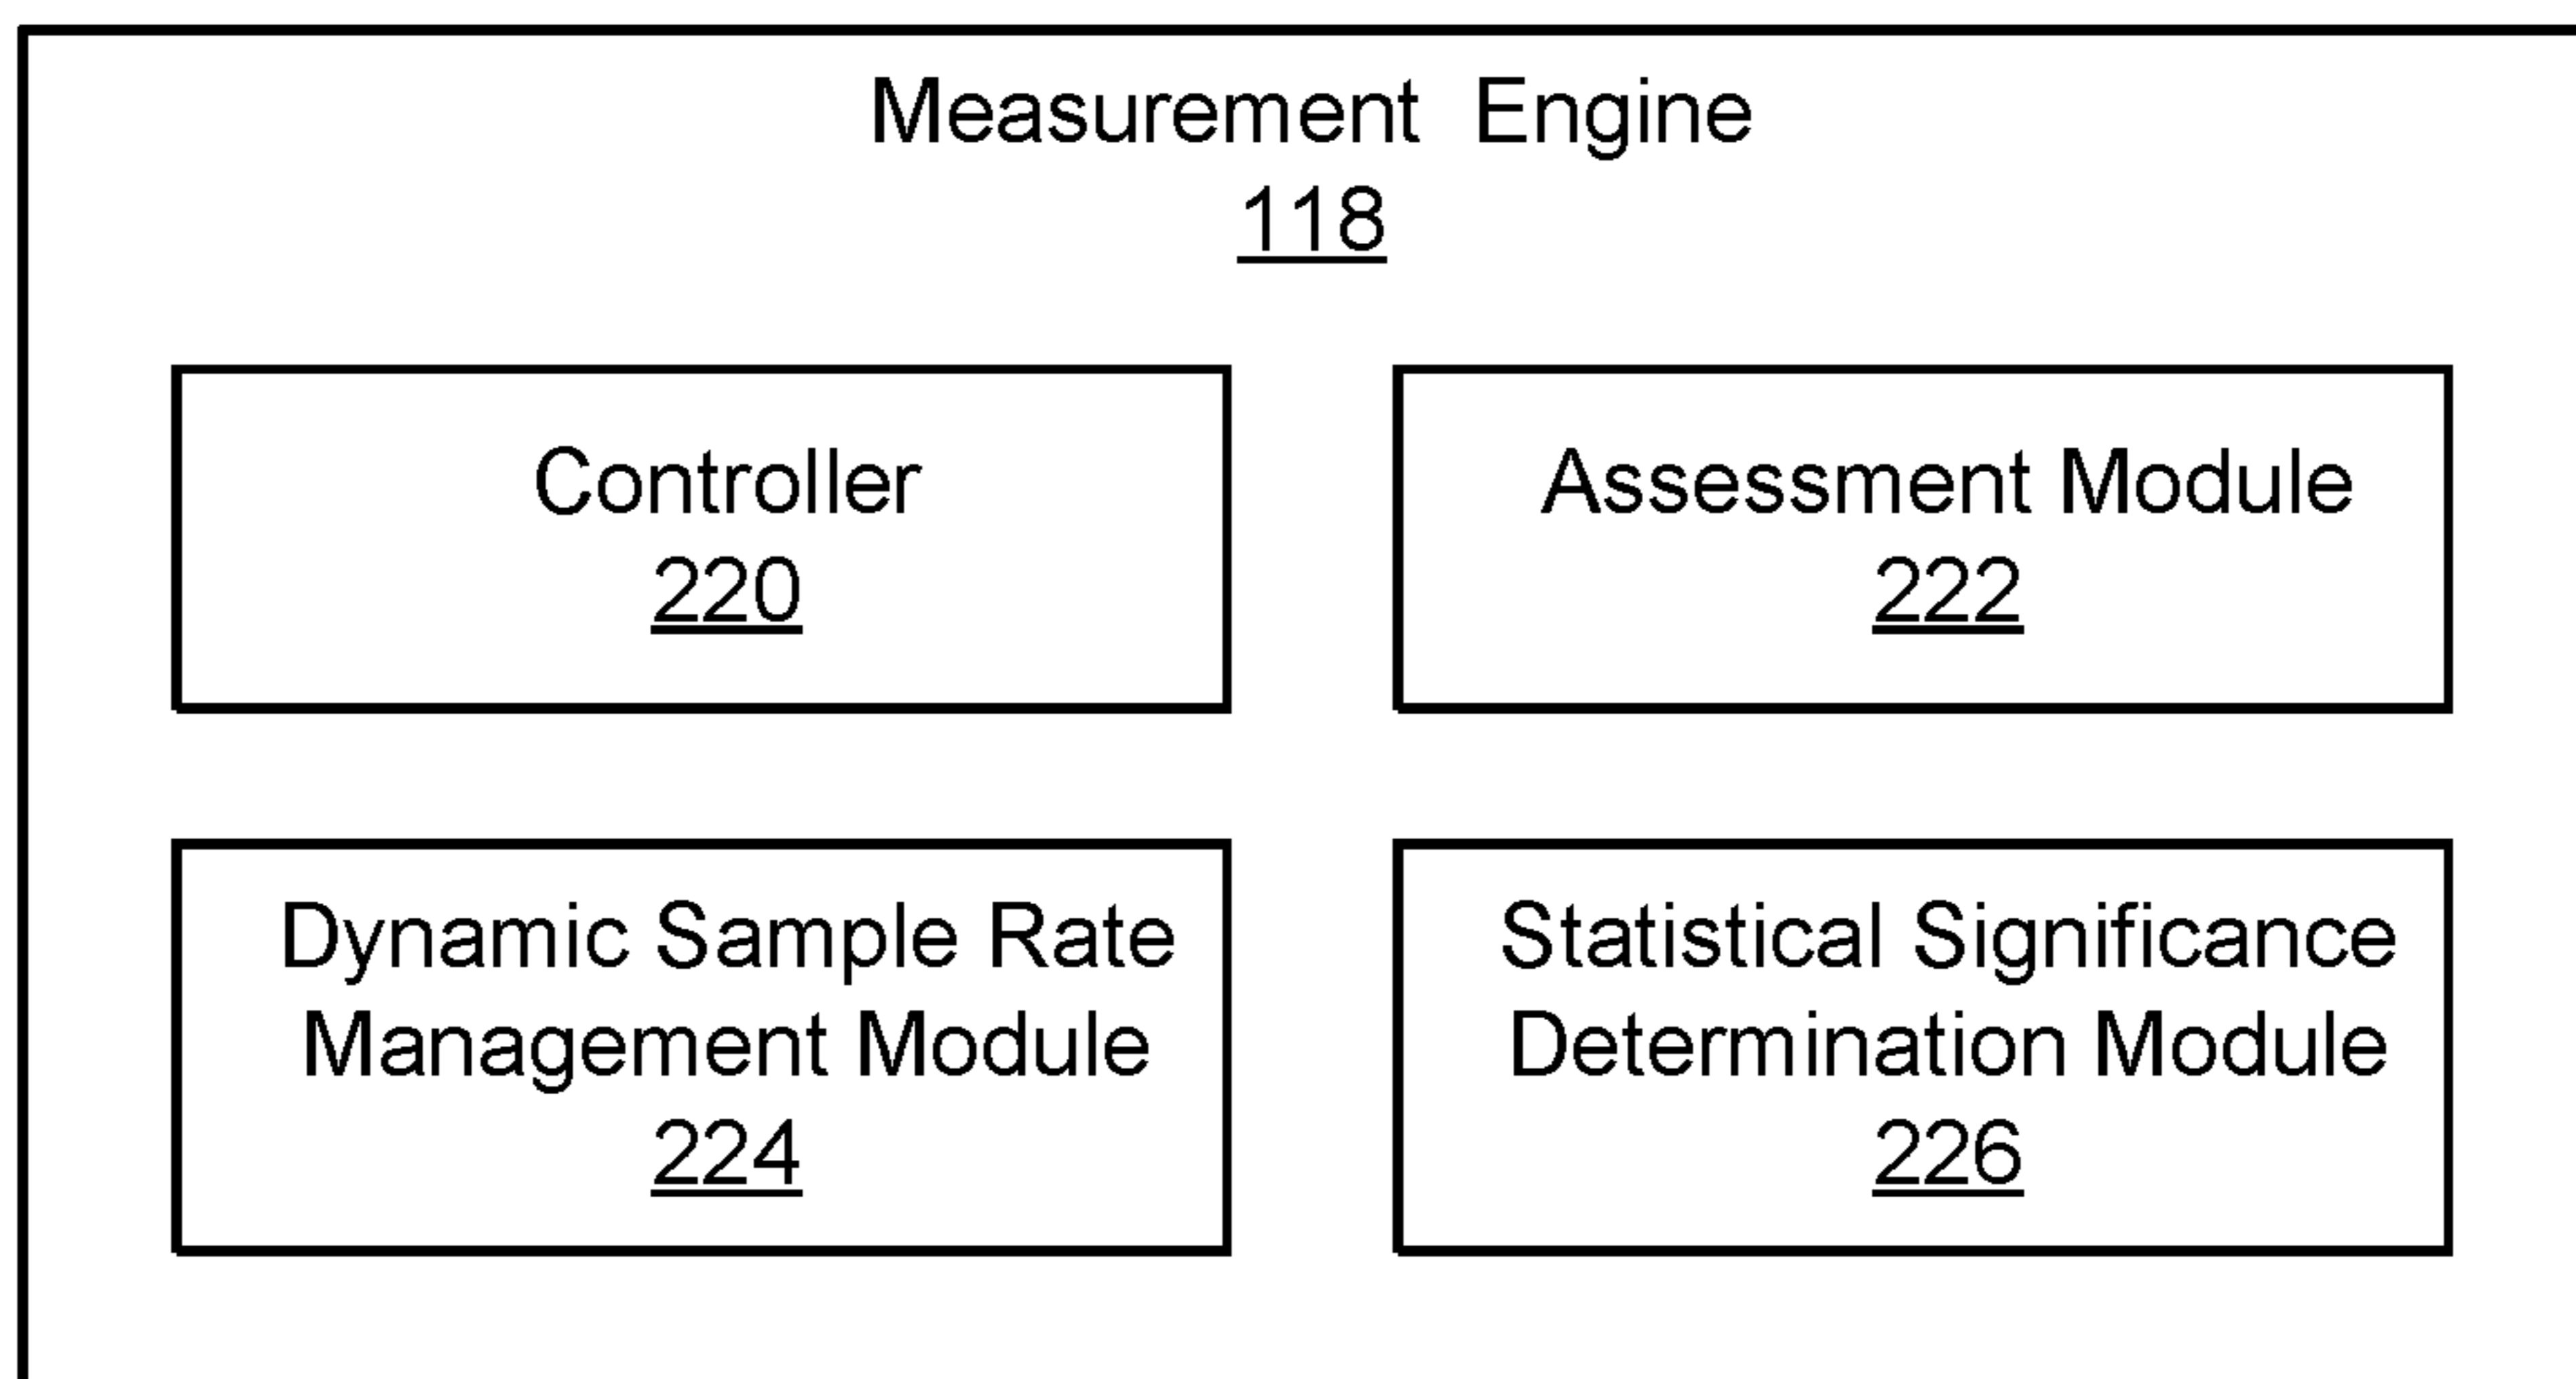 Measurement Engine
118
Controller
220
Assessment Module
222
Dynamic Sample Rate
Management Module
224
Statistical Significance
Determination Module
226